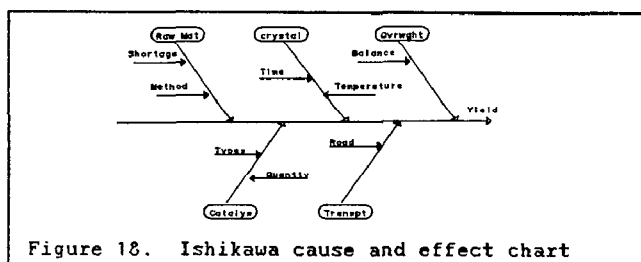 Raw Mat crystal Ovrwght
Shortage Balance
Time
Method Temperature
Yield
Types Road
Quantity
Catalys Transpt
Figure 18. Ishikawa cause and effect chart